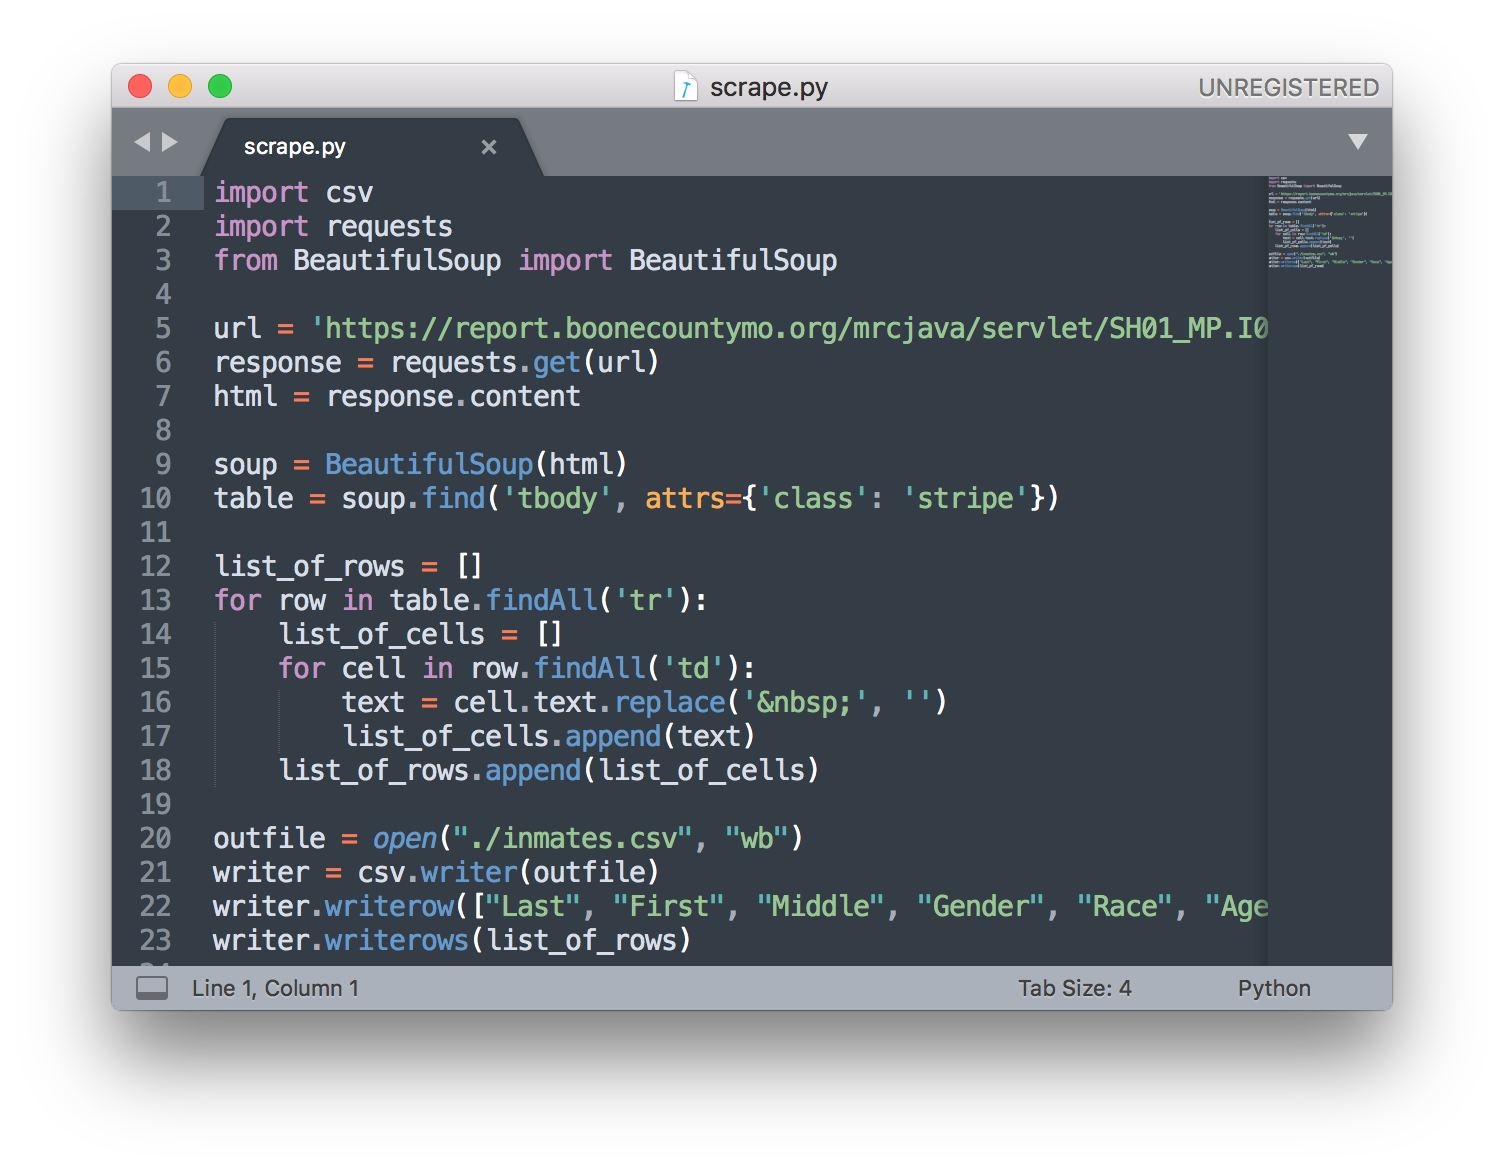 scrape.py
UNREGISTERED
scrape.py ×
1 import csv
2 import requests
3 from BeautifulSoup import BeautifulSoup
4
5 url = 'https://report.boonecountymo.org/mrcjava/servlet/SH01_MP.I0
6 response = requests.get(url)
7 html = response.content
8
9 soup = BeautifulSoup(html)
10 table = soup.find('tbody', attrs={'class': 'stripe'})
11
12 list_of_rows = []
13 for row in table.findAll('tr'):
14     list_of_cells = []
15     for cell in row.findAll('td'):
16         text = cell.text.replace('&nbsp;', '')
17         list_of_cells.append(text)
18     list_of_rows.append(list_of_cells)
19
20 outfile = open("./inmates.csv", "wb")
21 writer = csv.writer(outfile)
22 writer.writerow(["Last", "First", "Middle", "Gender", "Race", "Age
23 writer.writerows(list_of_rows)
Line 1, Column 1
Tab Size: 4
Python